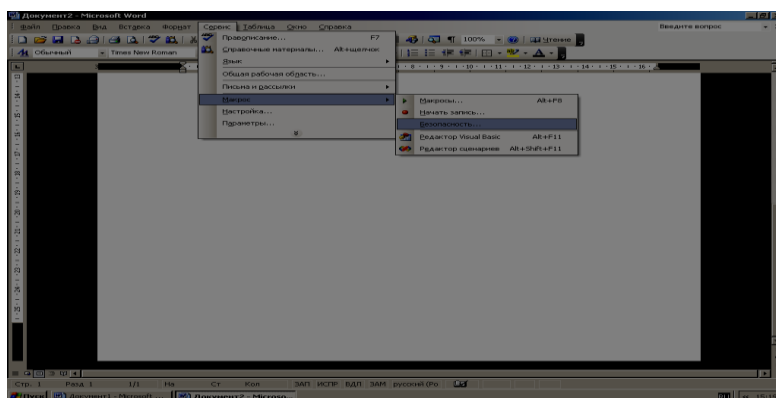 Документ2 - Microsoft Word
Файл Правка Вид Вставка Формат Сервис Таблица Окно Справка Введите вопрос
100% Чтение
Обычный Times New Roman
Правописание... F7
Справочные материалы... Alt+щелчок
Язык
Общая рабочая область...
Письма и рассылки
Макрос
Настройка...
Параметры...
Макросы... Alt+F8
Начать запись...
Безопасность...
Редактор Visual Basic Alt+F11
Редактор сценариев Alt+Shift+F11
Стр. 1 Разд 1 1/1 На Ст Кол ЗАП ИСПР ВДЛ ЗАМ русский (Ро
Пуск Документ1 - Microsoft ... Документ2 - Microso...